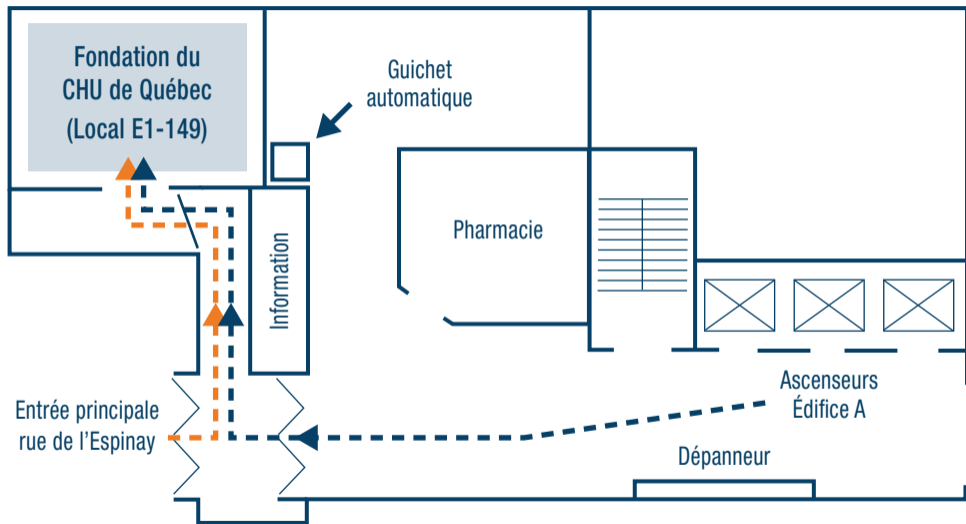 Fondation du
CHU de Québec
(Local E1-149)
Guichet
automatique
Pharmacie
Information
Entrée principale
rue de l'Espinay
Ascenseurs
Édifice A
Dépanneur